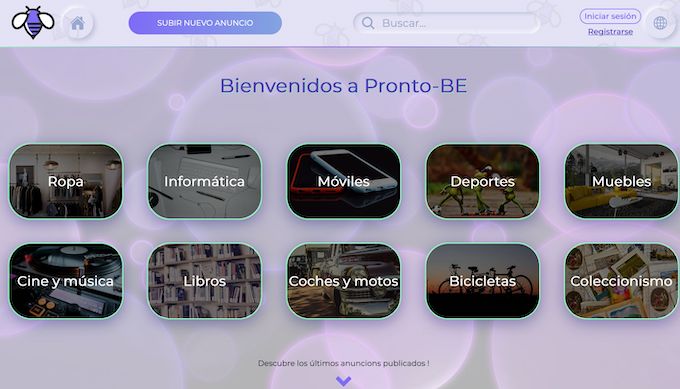 SUBIR NUEVO ANUNCIO
Buscar...
Iniciar sesión
Registrarse
Bienvenidos a Pronto-BE
Ropa
Informática
Móviles
Deportes
Muebles
Cine y música
Libros
Coches y motos
Bicicletas
Coleccionismo
Descubre los últimos anuncions publicados !